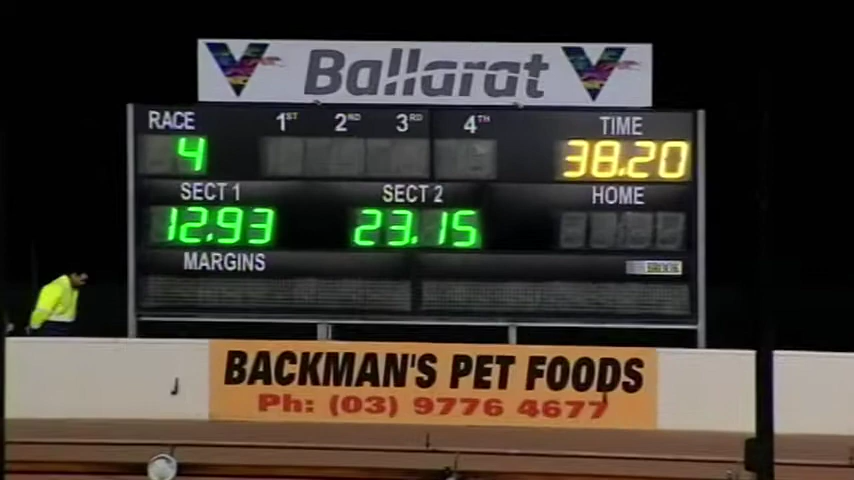 Ballarat
RACE 1ST 2ND 3RD 4TH TIME
4 38.20
SECT 1 SECT 2 HOME
12.93 23.15
MARGINS
BACKMAN'S PET FOODS
Ph: (03) 9776 4677